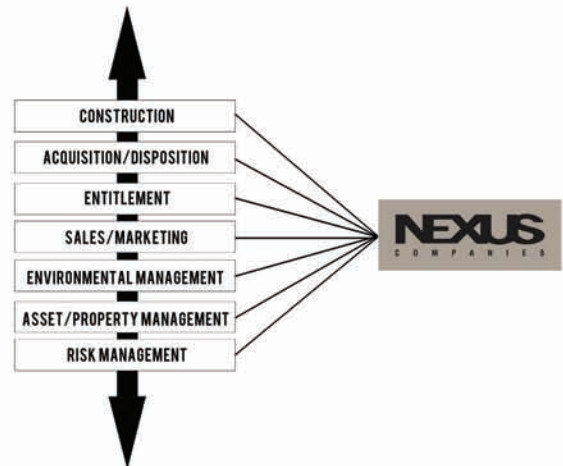 CONSTRUCTION
ACQUISITION/DISPOSITION
ENTITLEMENT
SALES/MARKETING
ENVIRONMENTAL MANAGEMENT
ASSET/PROPERTY MANAGEMENT
RISK MANAGEMENT
NEXUS
COMPANIES